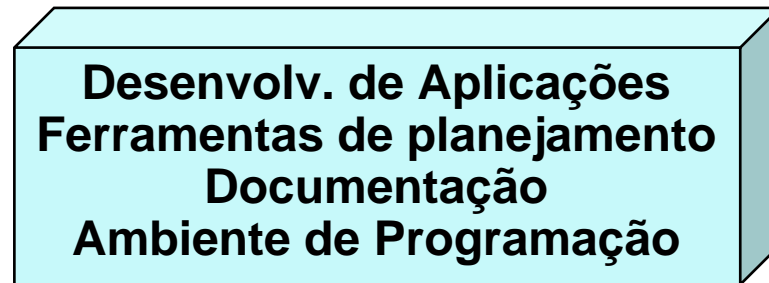 Desenvolv. de Aplicações
Ferramentas de planejamento
Documentação
Ambiente de Programação